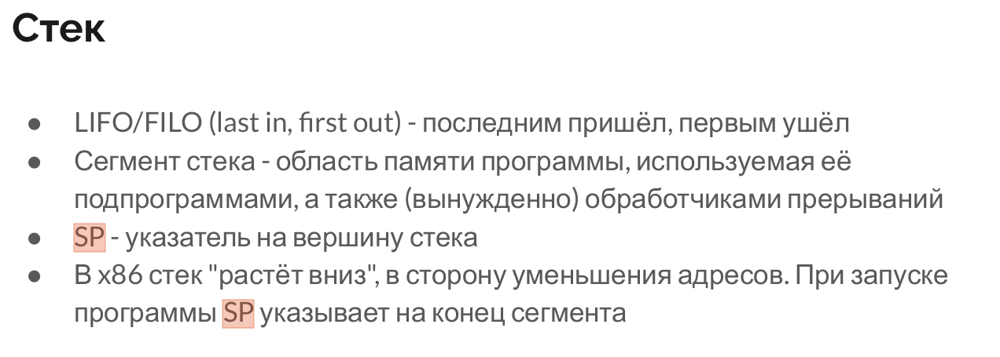 Стек
● LIFO/FILO (last in, first out) - последним пришёл, первым ушёл
● Сегмент стека - область памяти программы, используемая её
подпрограммами, а также (вынужденно) обработчиками прерываний
● SP - указатель на вершину стека
● В x86 стек "растёт вниз", в сторону уменьшения адресов. При запуске
программы SP указывает на конец сегмента